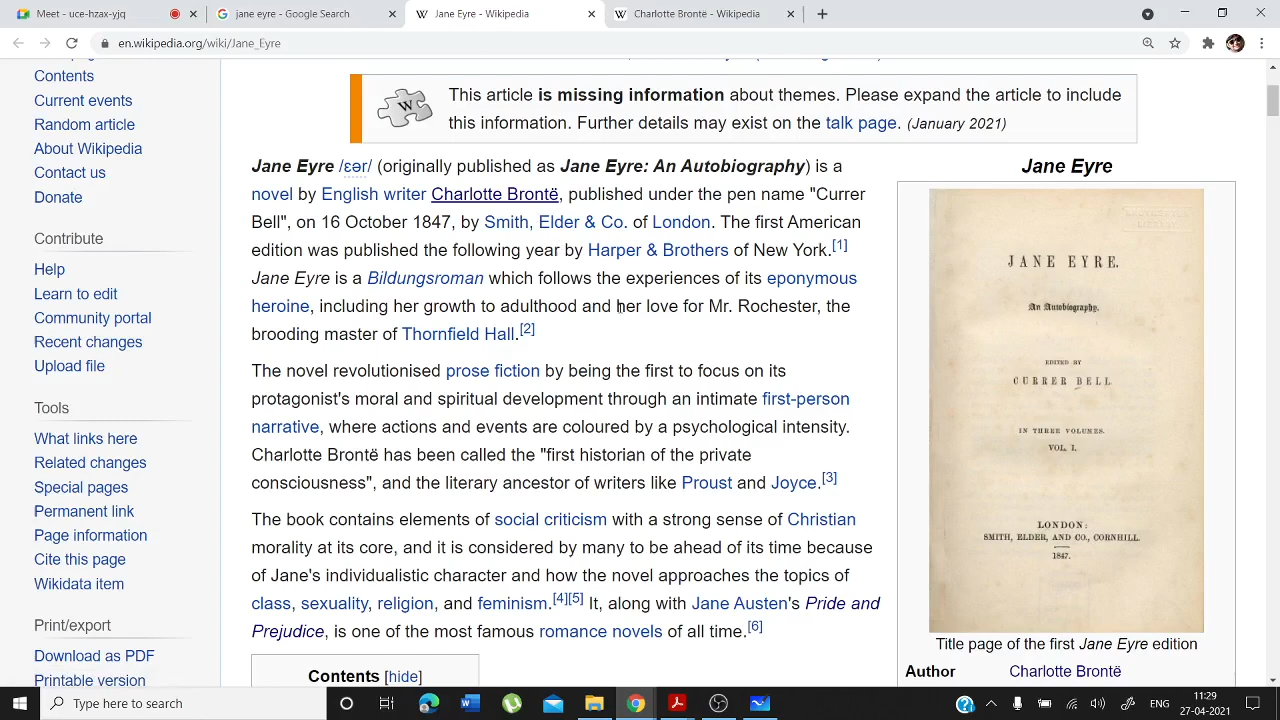 Meet - uce-hzax-yjq
jane eyre - Google Search
Jane Eyre - Wikipedia
Charlotte Brontë - Wikipedia
en.wikipedia.org/wiki/Jane_Eyre
Contents
Current events
Random article
About Wikipedia
Contact us
Donate
Contribute
Help
Learn to edit
Community portal
Recent changes
Upload file
Tools
What links here
Related changes
Special pages
Permanent link
Page information
Cite this page
Wikidata item
Print/export
Download as PDF
Printable version
W
This article is missing information about themes. Please expand the article to include
this information. Further details may exist on the talk page. (January 2021)
Jane Eyre /ɛər/ (originally published as Jane Eyre: An Autobiography) is a
novel by English writer Charlotte Brontë, published under the pen name "Currer
Bell", on 16 October 1847, by Smith, Elder & Co. of London. The first American
edition was published the following year by Harper & Brothers of New York.[1]
Jane Eyre is a Bildungsroman which follows the experiences of its eponymous
heroine, including her growth to adulthood and her love for Mr. Rochester, the
brooding master of Thornfield Hall.[2]
The novel revolutionised prose fiction by being the first to focus on its
protagonist's moral and spiritual development through an intimate first-person
narrative, where actions and events are coloured by a psychological intensity.
Charlotte Brontë has been called the "first historian of the private
consciousness", and the literary ancestor of writers like Proust and Joyce.[3]
The book contains elements of social criticism with a strong sense of Christian
morality at its core, and it is considered by many to be ahead of its time because
of Jane's individualistic character and how the novel approaches the topics of
class, sexuality, religion, and feminism.[4][5] It, along with Jane Austen's Pride and
Prejudice, is one of the most famous romance novels of all time.[6]
Contents [hide]
Jane Eyre
JANE EYRE.
An Autobiography.
EDITED BY
CURRER BELL.
IN THREE VOLUMES.
VOL. I.
LONDON:
SMITH, ELDER, AND CO., CORNHILL.
1847.
Title page of the first Jane Eyre edition
Author Charlotte Brontë
Type here to search
ENG
11:29
27-04-2021